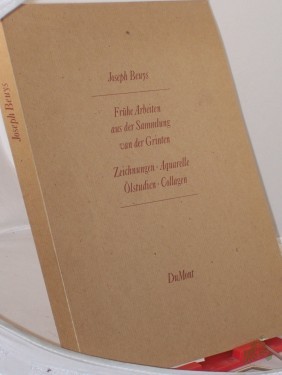 Joseph Beuys
Joseph Beuys
Frühe Arbeiten
aus der Sammlung
van der Grinten
Zeichnungen · Aquarelle
Ölstudien · Collagen
DuMont